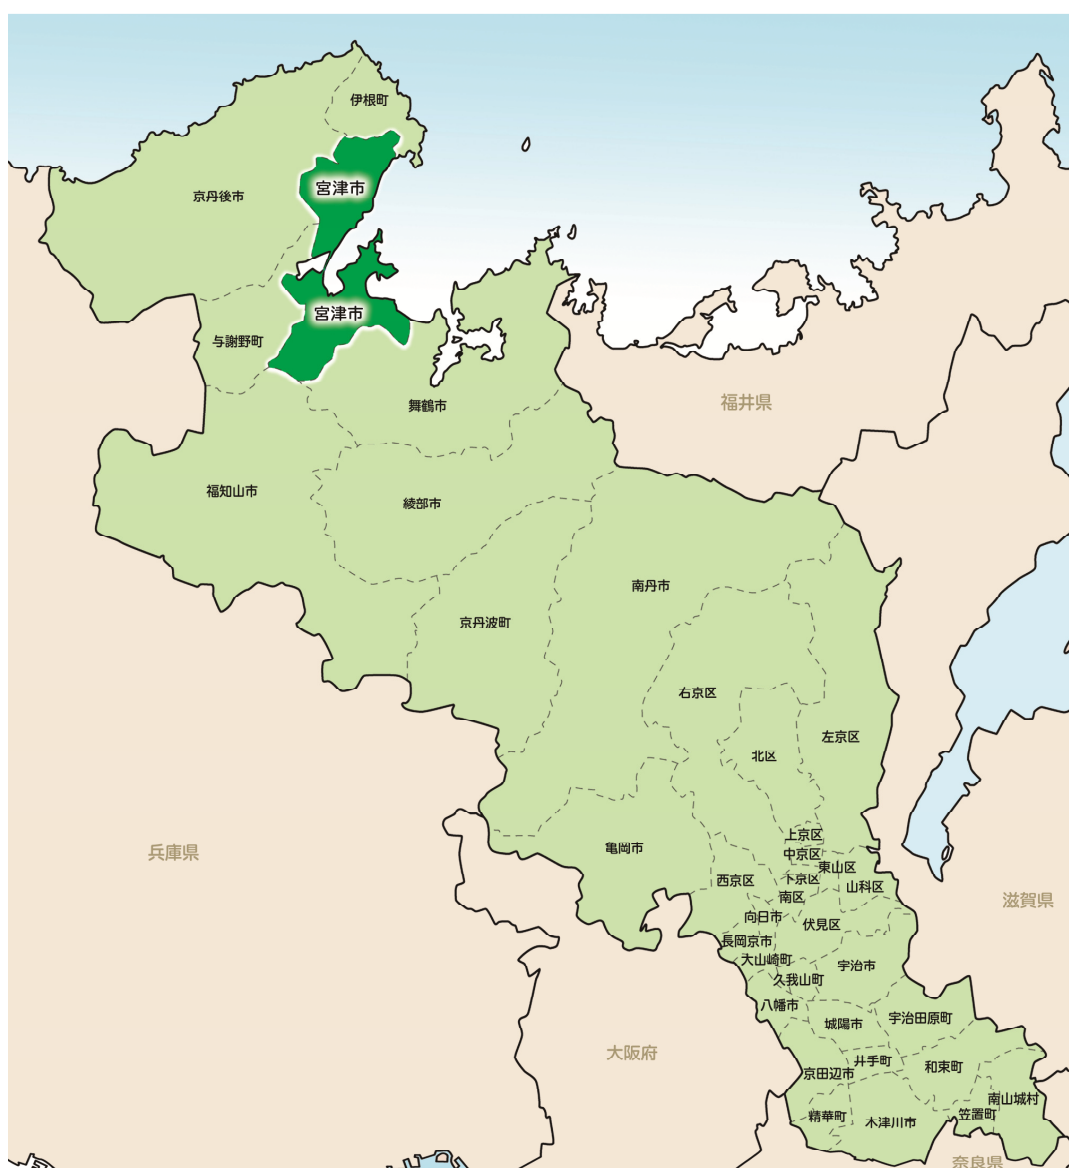 伊根町
宮津市
京丹後市
宮津市
与謝野町
舞鶴市
福井県
福知山市
綾部市
南丹市
京丹波町
右京区
左京区
北区
上京区
兵庫県
亀岡市
中京区
東山区
西京区
下京区
山科区
南区
滋賀県
向日市
伏見区
長岡京市
大山崎町
宇治市
久我山町
八幡市
宇治田原町
城陽市
大阪府
井手町
和束町
京田辺市
南山城村
精華町
笠置町
木津川市
奈良県